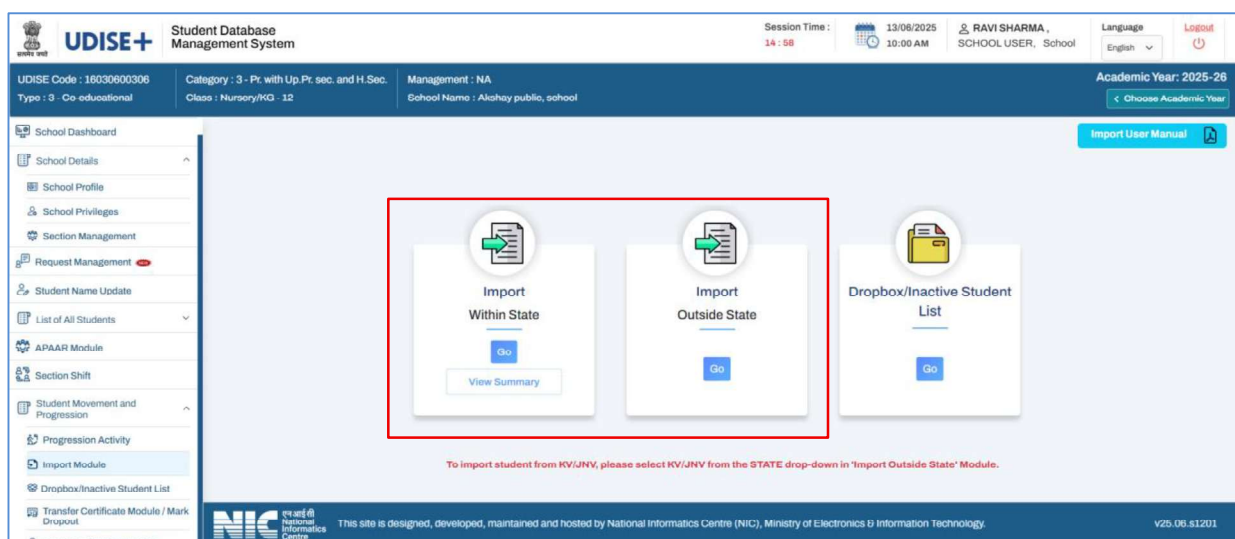 सत्यमेव जयते
UDISE+
Student Database
Management System
Session Time :
14 : 58
13/06/2025
10:00 AM
RAVI SHARMA ,
SCHOOL USER, School
Language
English
Logout
UDISE Code : 16030600306
Type : 3 - Co-educational
Category : 3 - Pr. with Up.Pr. sec. and H.Sec.
Class : Nursery/KG - 12
Management : NA
School Name : Akshay public, school
Academic Year: 2025-26
< Choose Academic Year
School Dashboard
School Details
School Profile
School Privileges
Section Management
Request Management
Student Name Update
List of All Students
APAAR Module
Section Shift
Student Movement and
Progression
Progression Activity
Import Module
Dropbox/Inactive Student List
Transfer Certificate Module / Mark
Dropout
Import User Manual
Import
Within State
Go
View Summary
Import
Outside State
Go
Dropbox/Inactive Student
List
Go
To import student from KV/JNV, please select KV/JNV from the STATE drop-down in 'Import Outside State' Module.
NIC
एन आई सी
National
Informatics
Centre
This site is designed, developed, maintained and hosted by National Informatics Centre (NIC), Ministry of Electronics & Information Technology.
v25.06.s1201